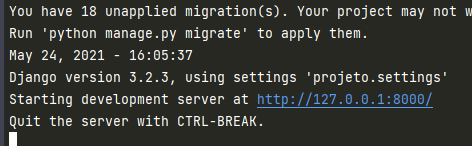 You have 18 unapplied migration(s). Your project may not
Run 'python manage.py migrate' to apply them.
May 24, 2021 - 16:05:37
Django version 3.2.3, using settings 'projeto.settings'
Starting development server at http://127.0.0.1:8000/
Quit the server with CTRL-BREAK.